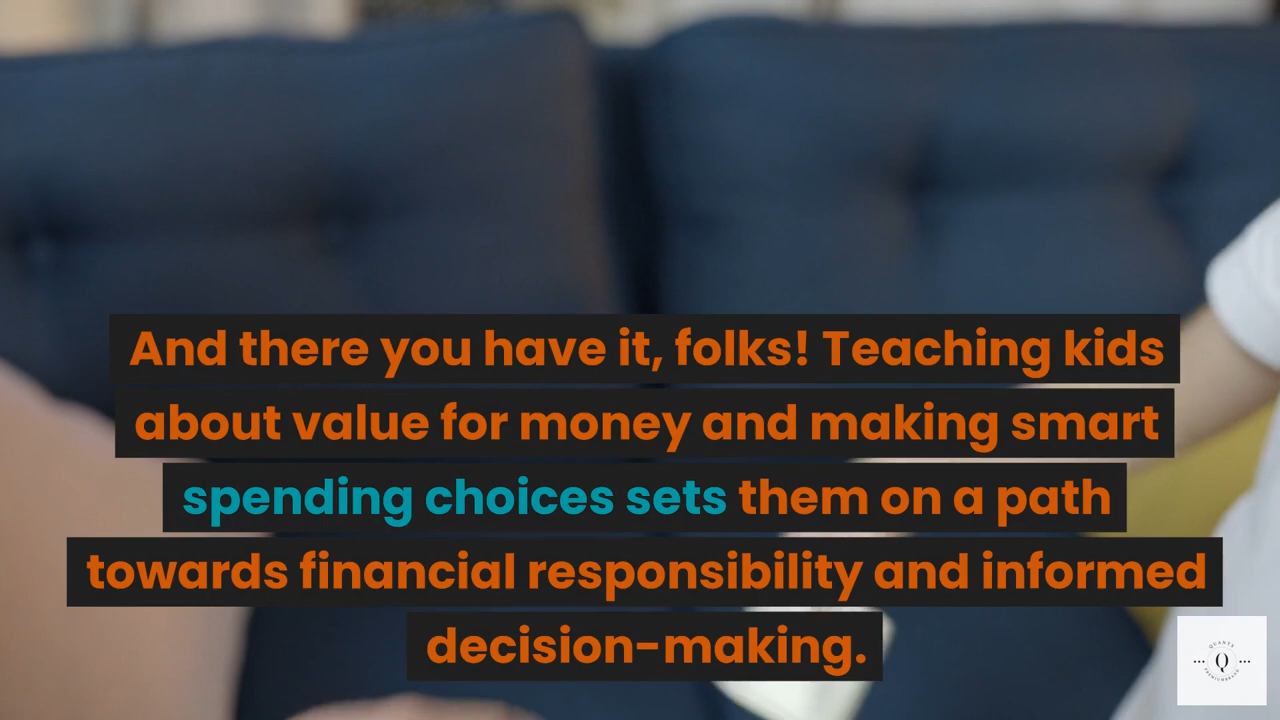 And there you have it, folks! Teaching kids
about value for money and making smart
spending choices sets them on a path
towards financial responsibility and informed
decision-making.
Q